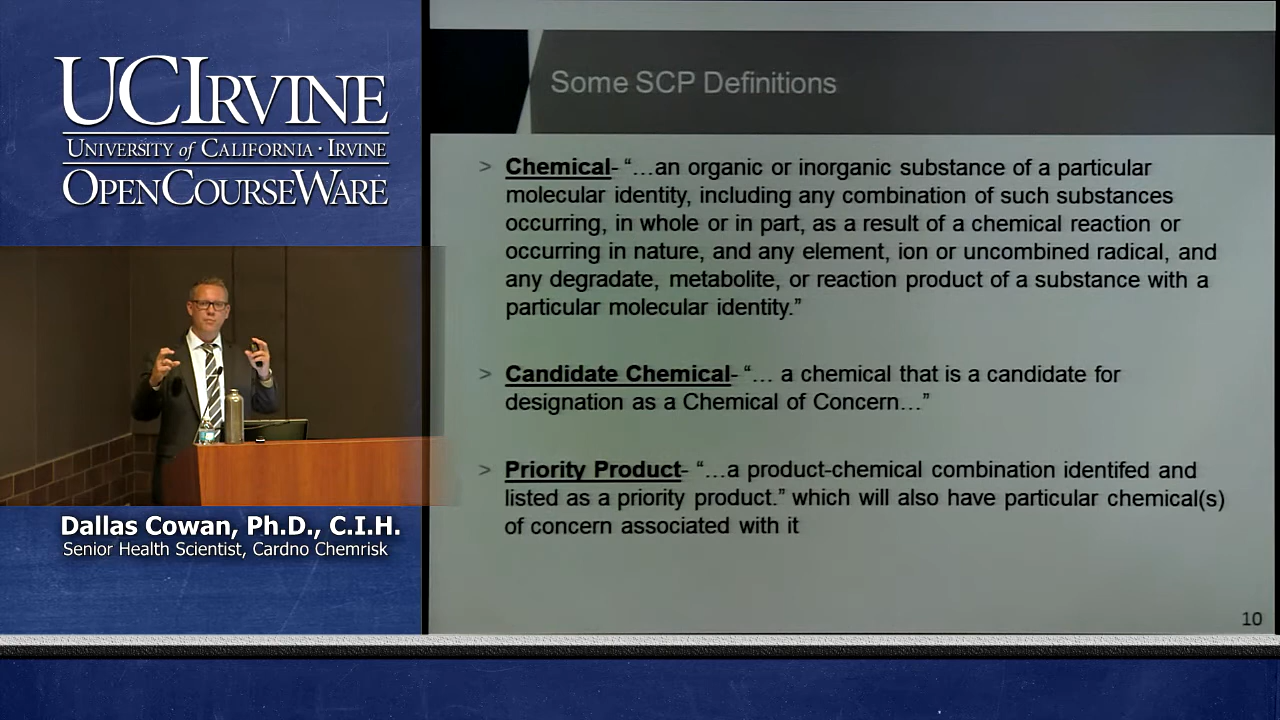 UCIRVINE
UNIVERSITY of CALIFORNIA · IRVINE
OPENCOURSEWARE
Dallas Cowan, Ph.D., C.I.H.
Senior Health Scientist, Cardno Chemrisk
Some SCP Definitions
> Chemical- “…an organic or inorganic substance of a particular
molecular identity, including any combination of such substances
occurring, in whole or in part, as a result of a chemical reaction or
occurring in nature, and any element, ion or uncombined radical, and
any degradate, metabolite, or reaction product of a substance with a
particular molecular identity.”
> Candidate Chemical- “… a chemical that is a candidate for
designation as a Chemical of Concern…”
> Priority Product- “…a product-chemical combination identifed and
listed as a priority product.” which will also have particular chemical(s)
of concern associated with it
10